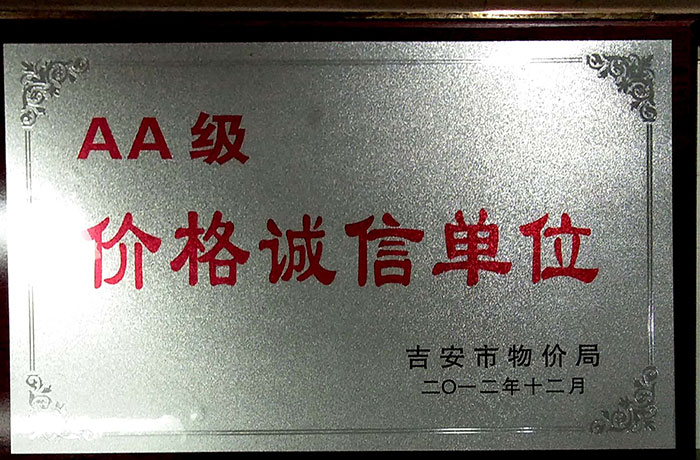 AA级
价格诚信单位
吉安市物价局
二〇一二年十二月